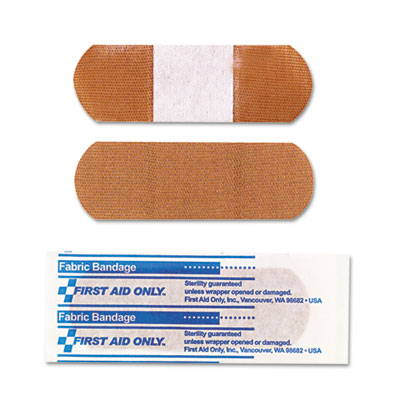 Fabric Bandage
FIRST AID ONLY™
Sterility guaranteed
unless wrapper opened or damaged.
First Aid Only, Inc., Vancouver, WA 98682 • USA
Fabric Bandage
FIRST AID ONLY™
Sterility guaranteed
unless wrapper opened or damaged.
First Aid Only, Inc., Vancouver, WA 98682 • USA